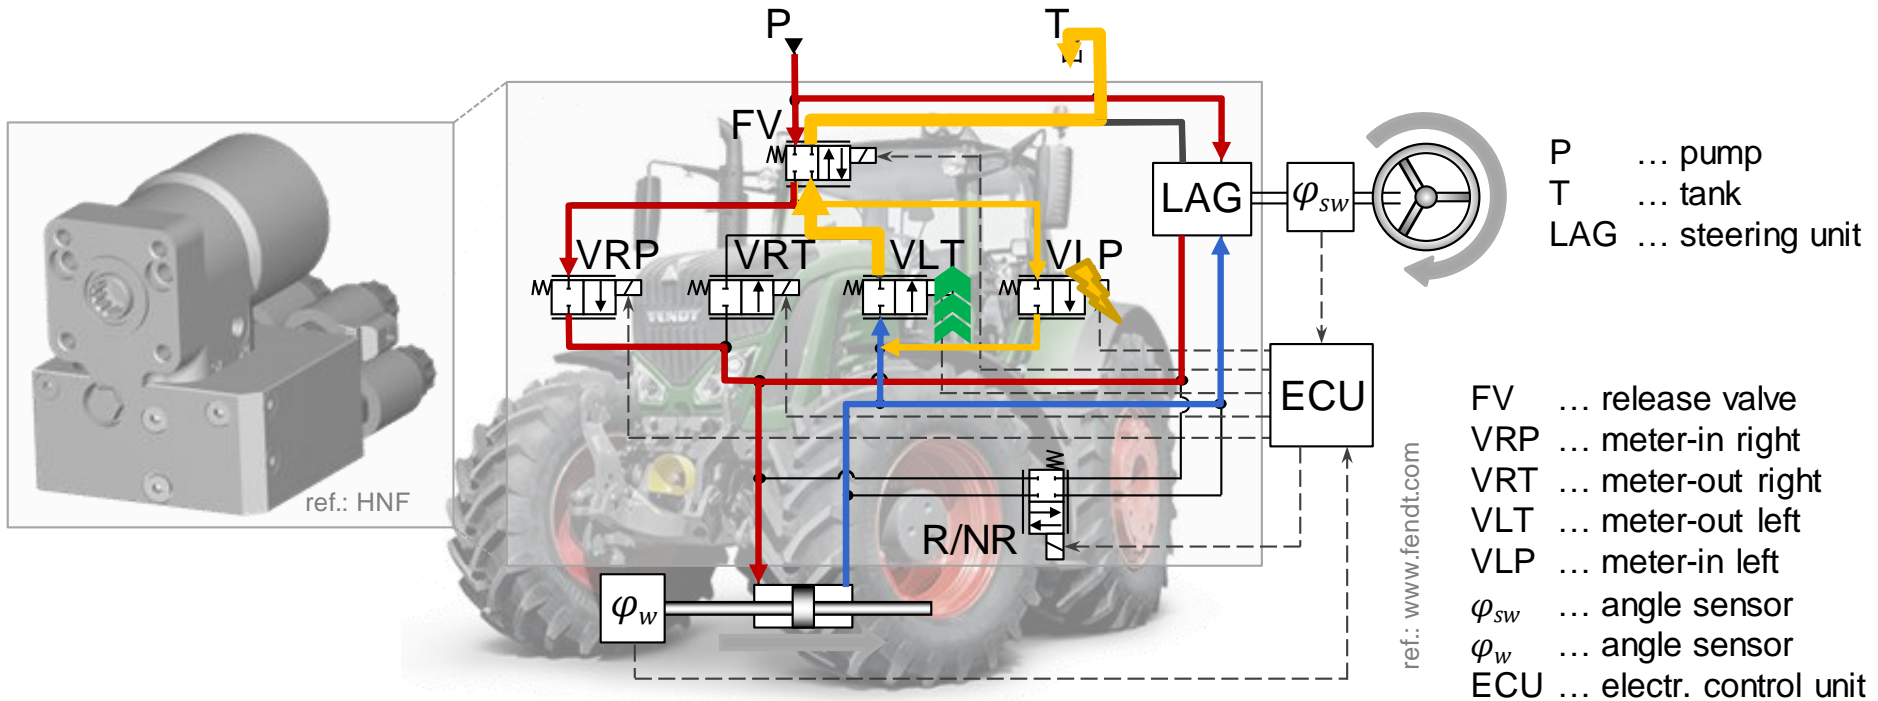 P
T
FV
LAG
φsw
VRP
VRT
VLT
VLP
FENDT
ECU
R/NR
φw
ref.: HNF
ref.: www.fendt.com
P … pump
T … tank
LAG … steering unit
FV … release valve
VRP … meter-in right
VRT … meter-out right
VLT … meter-out left
VLP … meter-in left
φsw … angle sensor
φw … angle sensor
ECU … electr. control unit